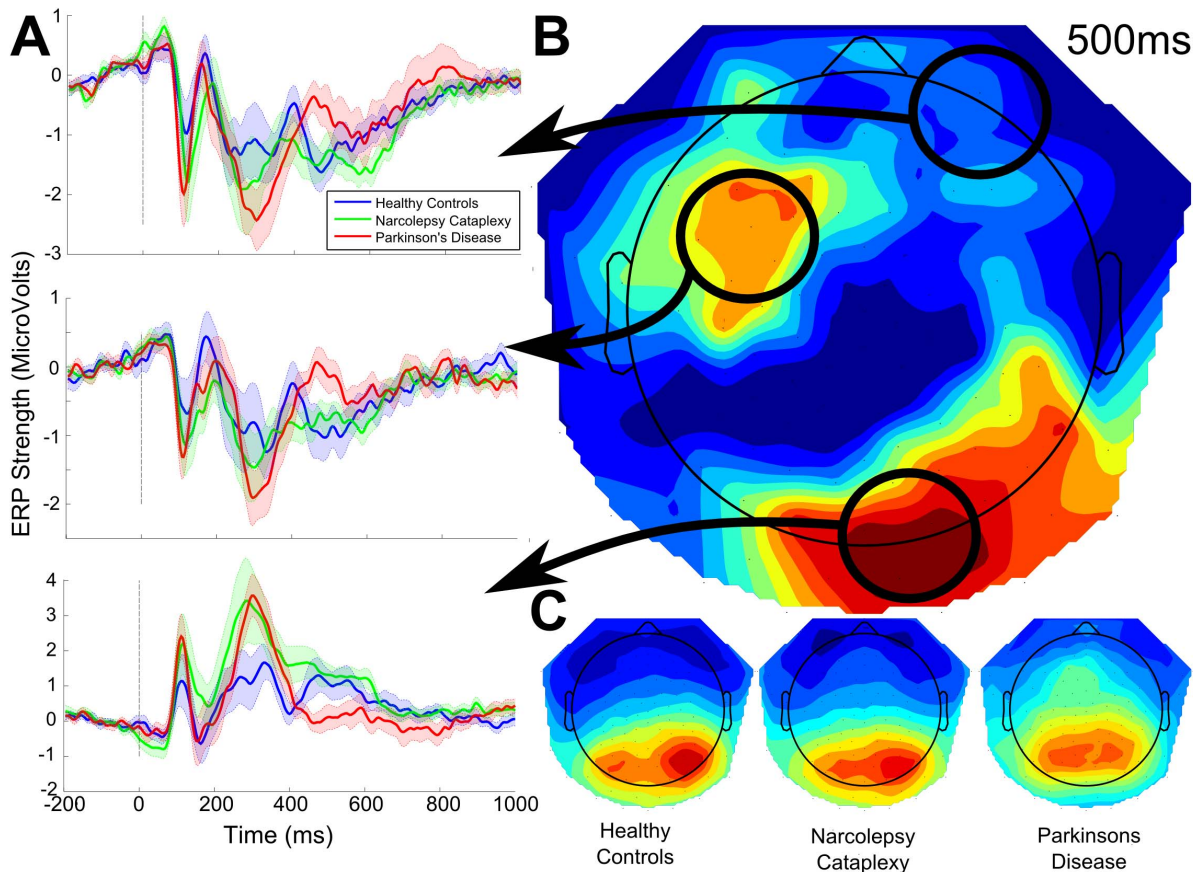 A
B
500ms
1
0
-1
-2
-3
Healthy Controls
Narcolepsy Cataplexy
Parkinson's Disease
ERP Strength (MicroVolts)
0
-1
-2
4
3
2
1
0
-1
-2
-200
0
200
400
600
800
1000
Time (ms)
C
Healthy
Controls
Narcolepsy
Cataplexy
Parkinsons
Disease